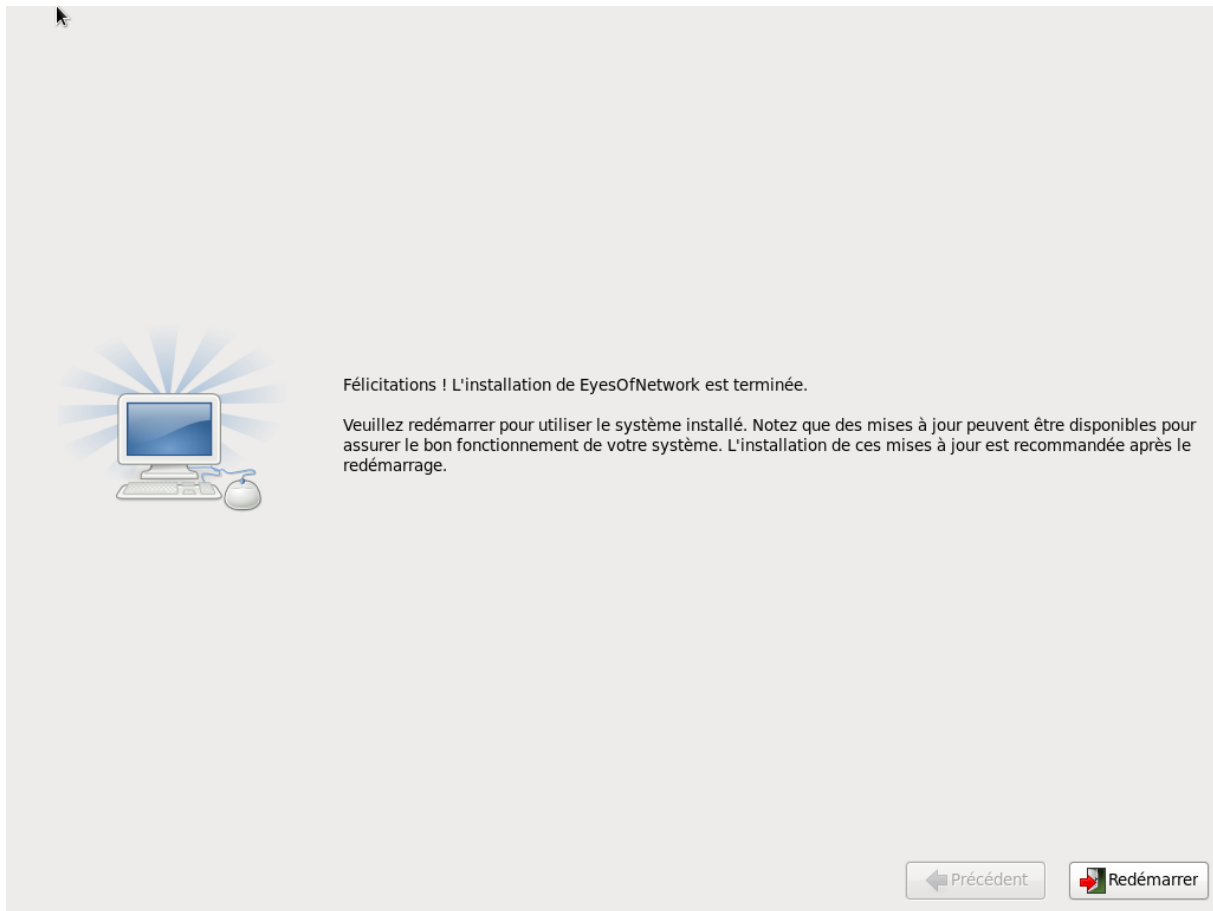 Félicitations ! L'installation de EyesOfNetwork est terminée.
Veuillez redémarrer pour utiliser le système installé. Notez que des mises à jour peuvent être disponibles pour
assurer le bon fonctionnement de votre système. L'installation de ces mises à jour est recommandée après le
redémarrage.
Précédent
Redémarrer